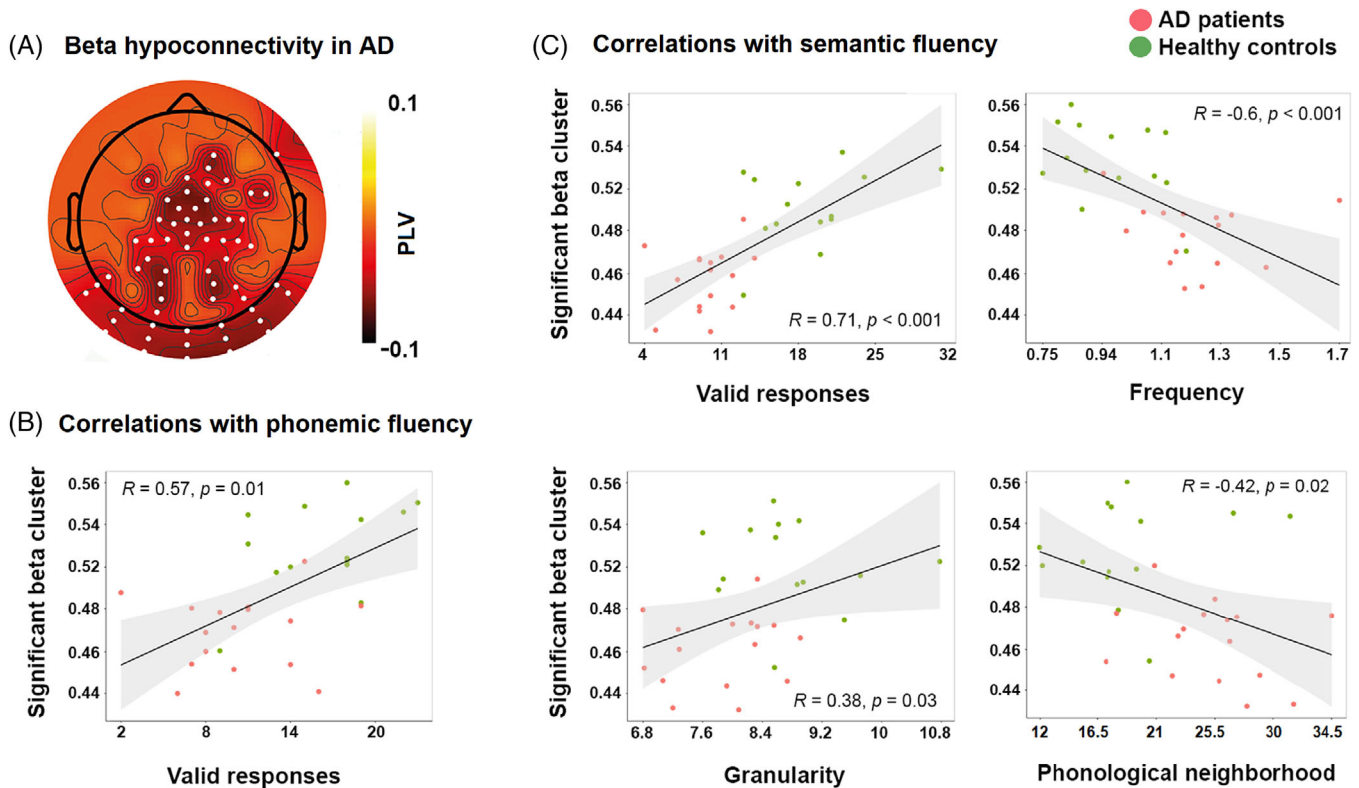 (A) Beta hypoconnectivity in AD
0.1
PLV
-0.1
(B) Correlations with phonemic fluency
Significant beta cluster
0.56
0.54
0.52
0.48
0.46
0.44
R = 0.57, p = 0.01
2 8 14 20
Valid responses
AD patients
Healthy controls
(C) Correlations with semantic fluency
Significant beta cluster
0.56
0.54
0.52
0.48
0.46
0.44
R = 0.71, p < 0.001
4 11 18 25 32
Valid responses
0.56
0.54
0.52
0.48
0.46
0.44
R = -0.6, p < 0.001
0.75 0.94 1.1 1.3 1.5 1.7
Frequency
Significant beta cluster
0.56
0.54
0.52
0.48
0.46
0.44
R = 0.38, p = 0.03
6.8 7.6 8.4 9.2 10 10.8
Granularity
0.56
0.54
0.52
0.48
0.46
0.44
R = -0.42, p = 0.02
12 16.5 21 25.5 30 34.5
Phonological neighborhood